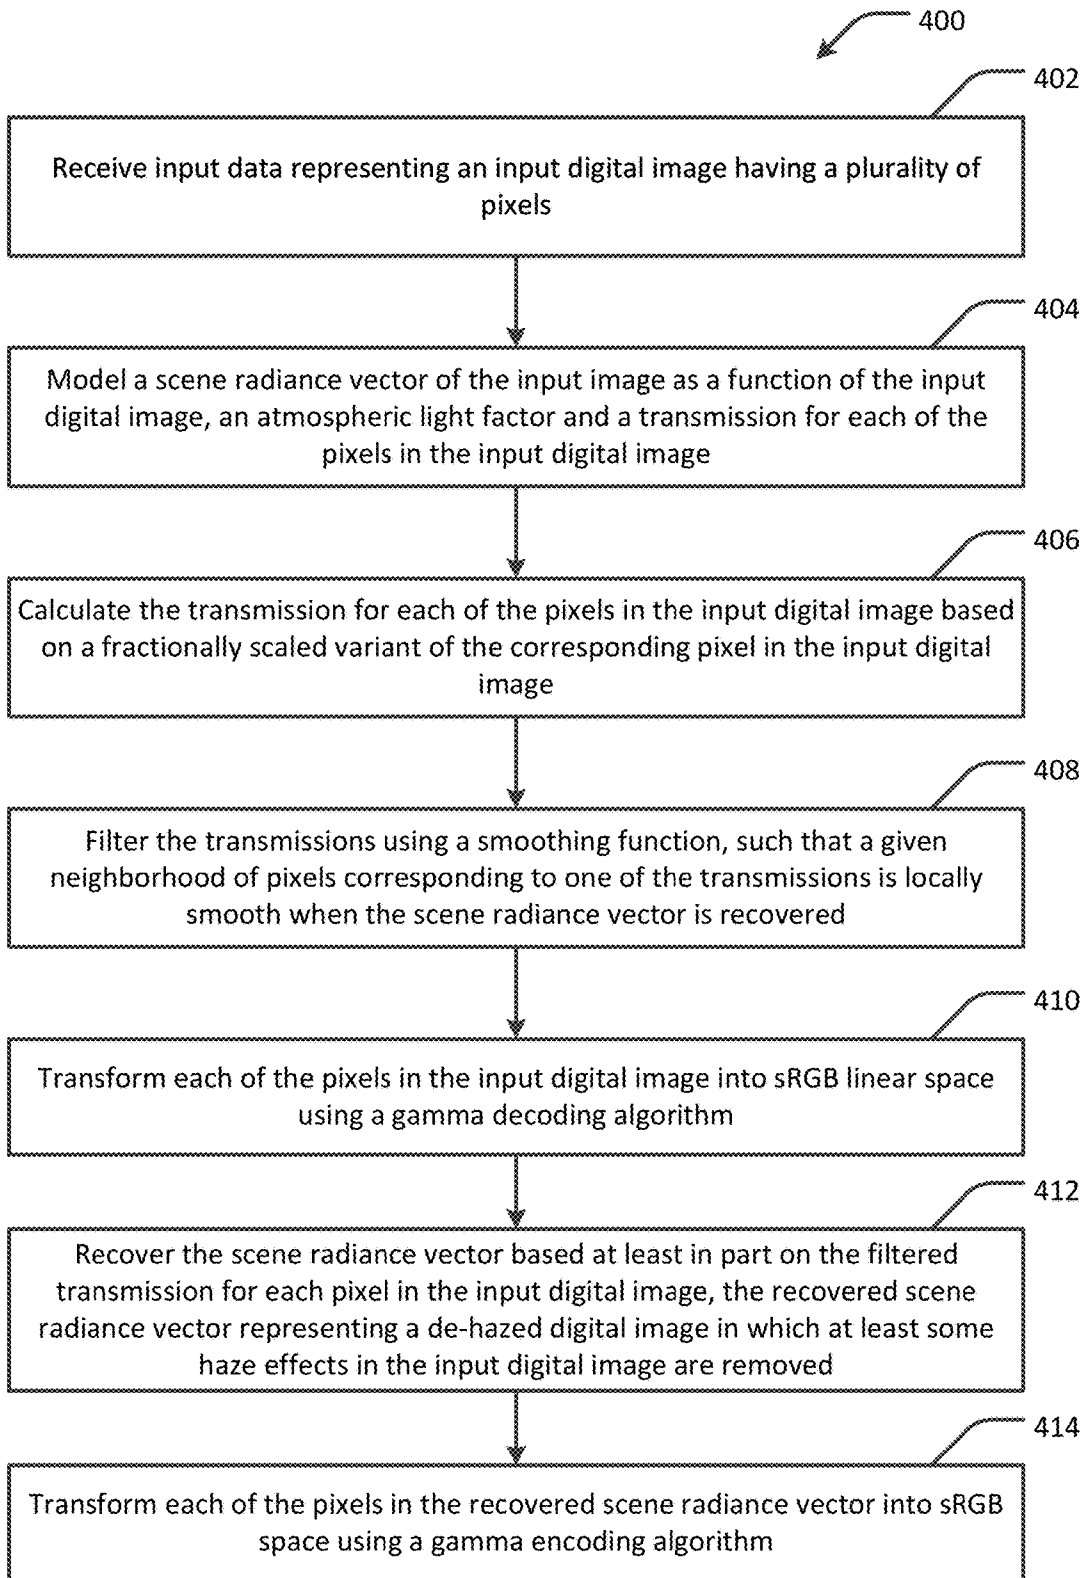 400
402
Receive input data representing an input digital image having a plurality of
pixels
404
Model a scene radiance vector of the input image as a function of the input
digital image, an atmospheric light factor and a transmission for each of the
pixels in the input digital image
406
Calculate the transmission for each of the pixels in the input digital image based
on a fractionally scaled variant of the corresponding pixel in the input digital
image
408
Filter the transmissions using a smoothing function, such that a given
neighborhood of pixels corresponding to one of the transmissions is locally
smooth when the scene radiance vector is recovered
410
Transform each of the pixels in the input digital image into sRGB linear space
using a gamma decoding algorithm
412
Recover the scene radiance vector based at least in part on the filtered
transmission for each pixel in the input digital image, the recovered scene
radiance vector representing a de-hazed digital image in which at least some
haze effects in the input digital image are removed
414
Transform each of the pixels in the recovered scene radiance vector into sRGB
space using a gamma encoding algorithm